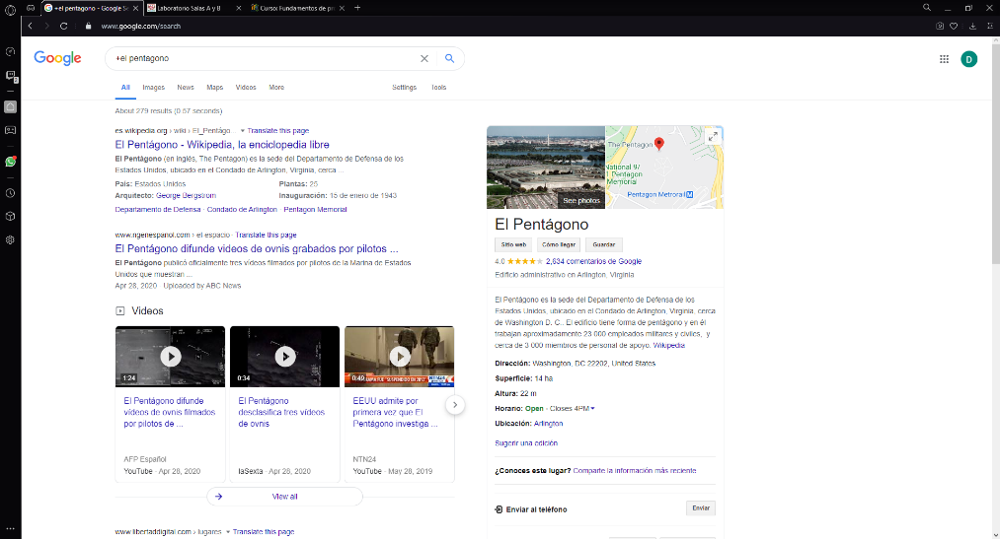 +el pentagono - Google Se
Laboratorio Salas A y B
Curso: Fundamentos de pr
www.google.com/search
Google
+el pentagono
D
All
Images
News
Maps
Videos
More
Settings
Tools
About 279 results (0.57 seconds)
es.wikipedia.org › wiki › El_Pentágo... Translate this page
El Pentágono - Wikipedia, la enciclopedia libre
El Pentágono (en inglés, The Pentagon) es la sede del Departamento de Defensa de los
Estados Unidos, ubicado en el Condado de Arlington, Virginia, cerca ...
País: Estados Unidos
Plantas: 25
Arquitecto: George Bergstrom
Inauguración: 15 de enero de 1943
Departamento de Defensa · Condado de Arlington · Pentagon Memorial
www.ngenespanol.com › el-espacio · Translate this page
El Pentágono difunde videos de ovnis grabados por pilotos ...
El Pentágono publicó oficialmente tres vídeos filmados por pilotos de la Marina de Estados
Unidos que muestran ...
Apr 28, 2020 · Uploaded by ABC News
Videos
1:24
0:34
0:49
El Pentágono difunde
vídeos de ovnis filmados
por pilotos de ...
AFP Español
YouTube · Apr 28, 2020
El Pentágono
desclasifica tres vídeos
de ovnis
laSexta · Apr 28, 2020
EEUU admite por
primera vez que El
Pentágono investiga ...
NTN24
YouTube · May 28, 2019
View all
www.libertaddigital.com › lugares Translate this page
See photos
The Pentagon
National 9/11 Pentagon
Memorial
Pentagon Metrorail
El Pentágono
Sitio web
Cómo llegar
Guardar
4.0 2,634 comentarios de Google
Edificio administrativo en Arlington, Virginia
El Pentágono es la sede del Departamento de Defensa de los
Estados Unidos, ubicado en el Condado de Arlington, Virginia, cerca
de Washington D. C.. El edificio tiene forma de pentágono y en él
trabajan aproximadamente 23 000 empleados militares y civiles, y
cerca de 3 000 miembros de personal de apoyo. Wikipedia
Dirección: Washington, DC 22202, United States
Superficie: 14 ha
Altura: 22 m
Horario: Open · Closes 4PM
Ubicación: Arlington
Sugerir una edición
¿Conoces este lugar? Comparte la información más reciente
Enviar al teléfono
Enviar